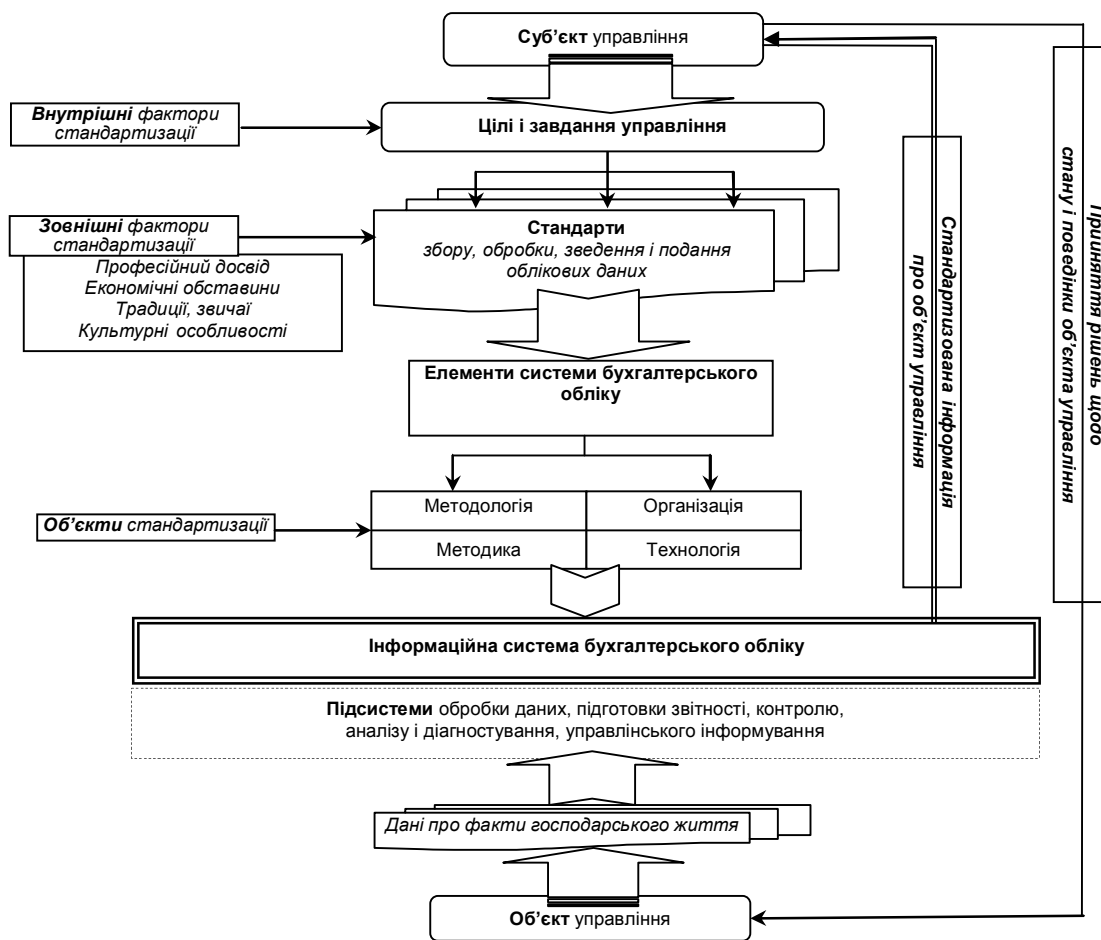 Суб’єкт управління
Внутрішні фактори
стандартизації
Цілі і завдання управління
Зовнішні фактори
стандартизації
Професійний досвід
Економічні обставини
Традиції, звичаї
Культурні особливості
Стандарти
збору, обробки, зведення і подання
облікових даних
Елементи системи бухгалтерського
обліку
Об’єкти стандартизації
Методологія
Організація
Методика
Технологія
Стандартизована інформація
про об’єкт управління
Прийняття рішень щодо
стану і поведінки об’єкта управління
Інформаційна система бухгалтерського обліку
Підсистеми обробки даних, підготовки звітності, контролю,
аналізу і діагностування, управлінського інформування
Дані про факти господарського життя
Об’єкт управління